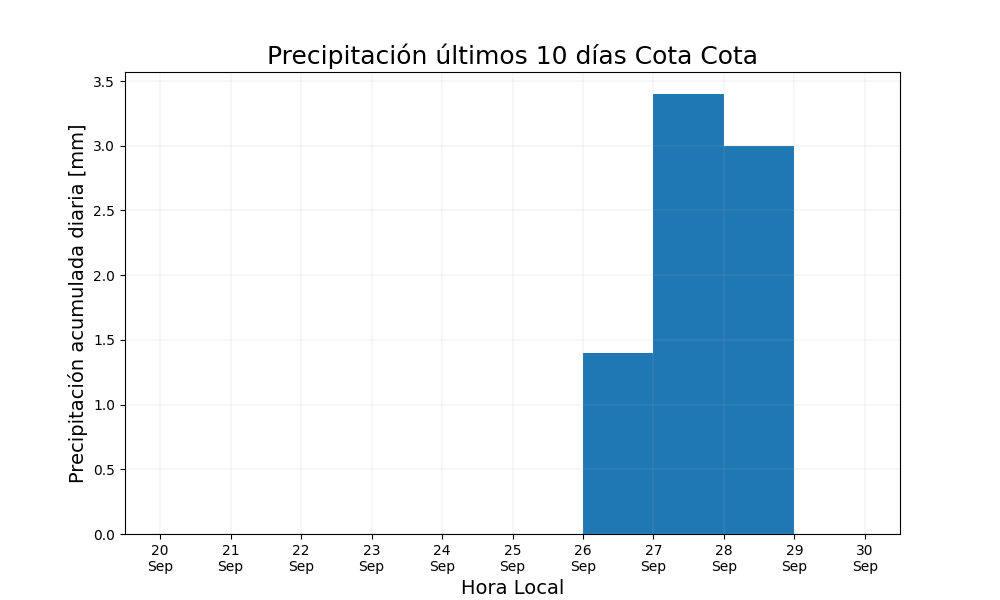 Precipitación últimos 10 días Cota Cota
Precipitación acumulada diaria [mm]
3.5
3.0
2.5
2.0
1.5
1.0
0.5
0.0
20 21 22 23 24 25 26 27 28 29 30
Sep Sep Sep Sep Sep Sep Sep Sep Sep Sep Sep
Hora Local